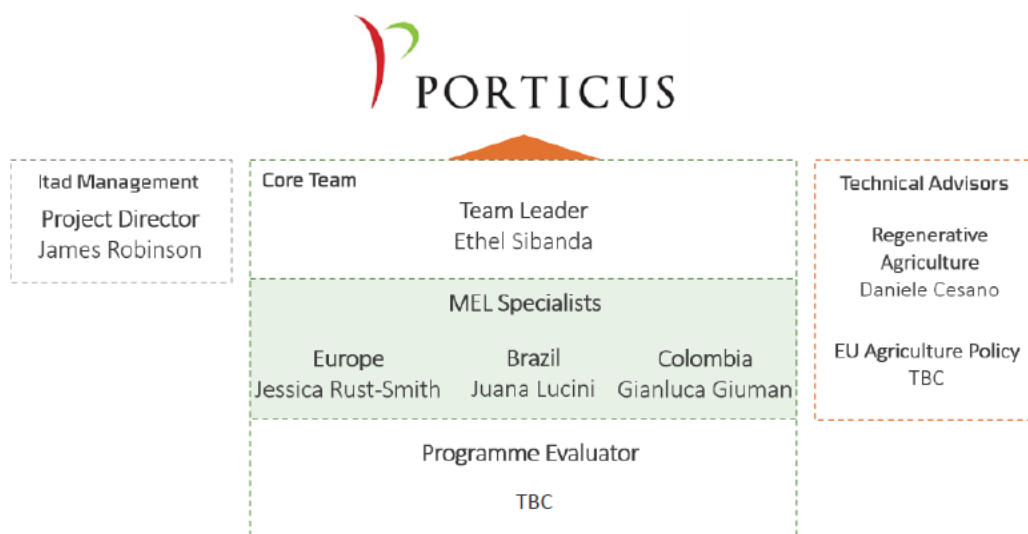 PORTICUS
Itad Management
Project Director
James Robinson
Core Team
Team Leader
Ethel Sibanda
MEL Specialists
Europe
Jessica Rust-Smith
Brazil
Juana Lucini
Colombia
Gianluca Giuman
Programme Evaluator
TBC
Technical Advisors
Regenerative
Agriculture
Daniele Cesano
EU Agriculture Policy
TBC